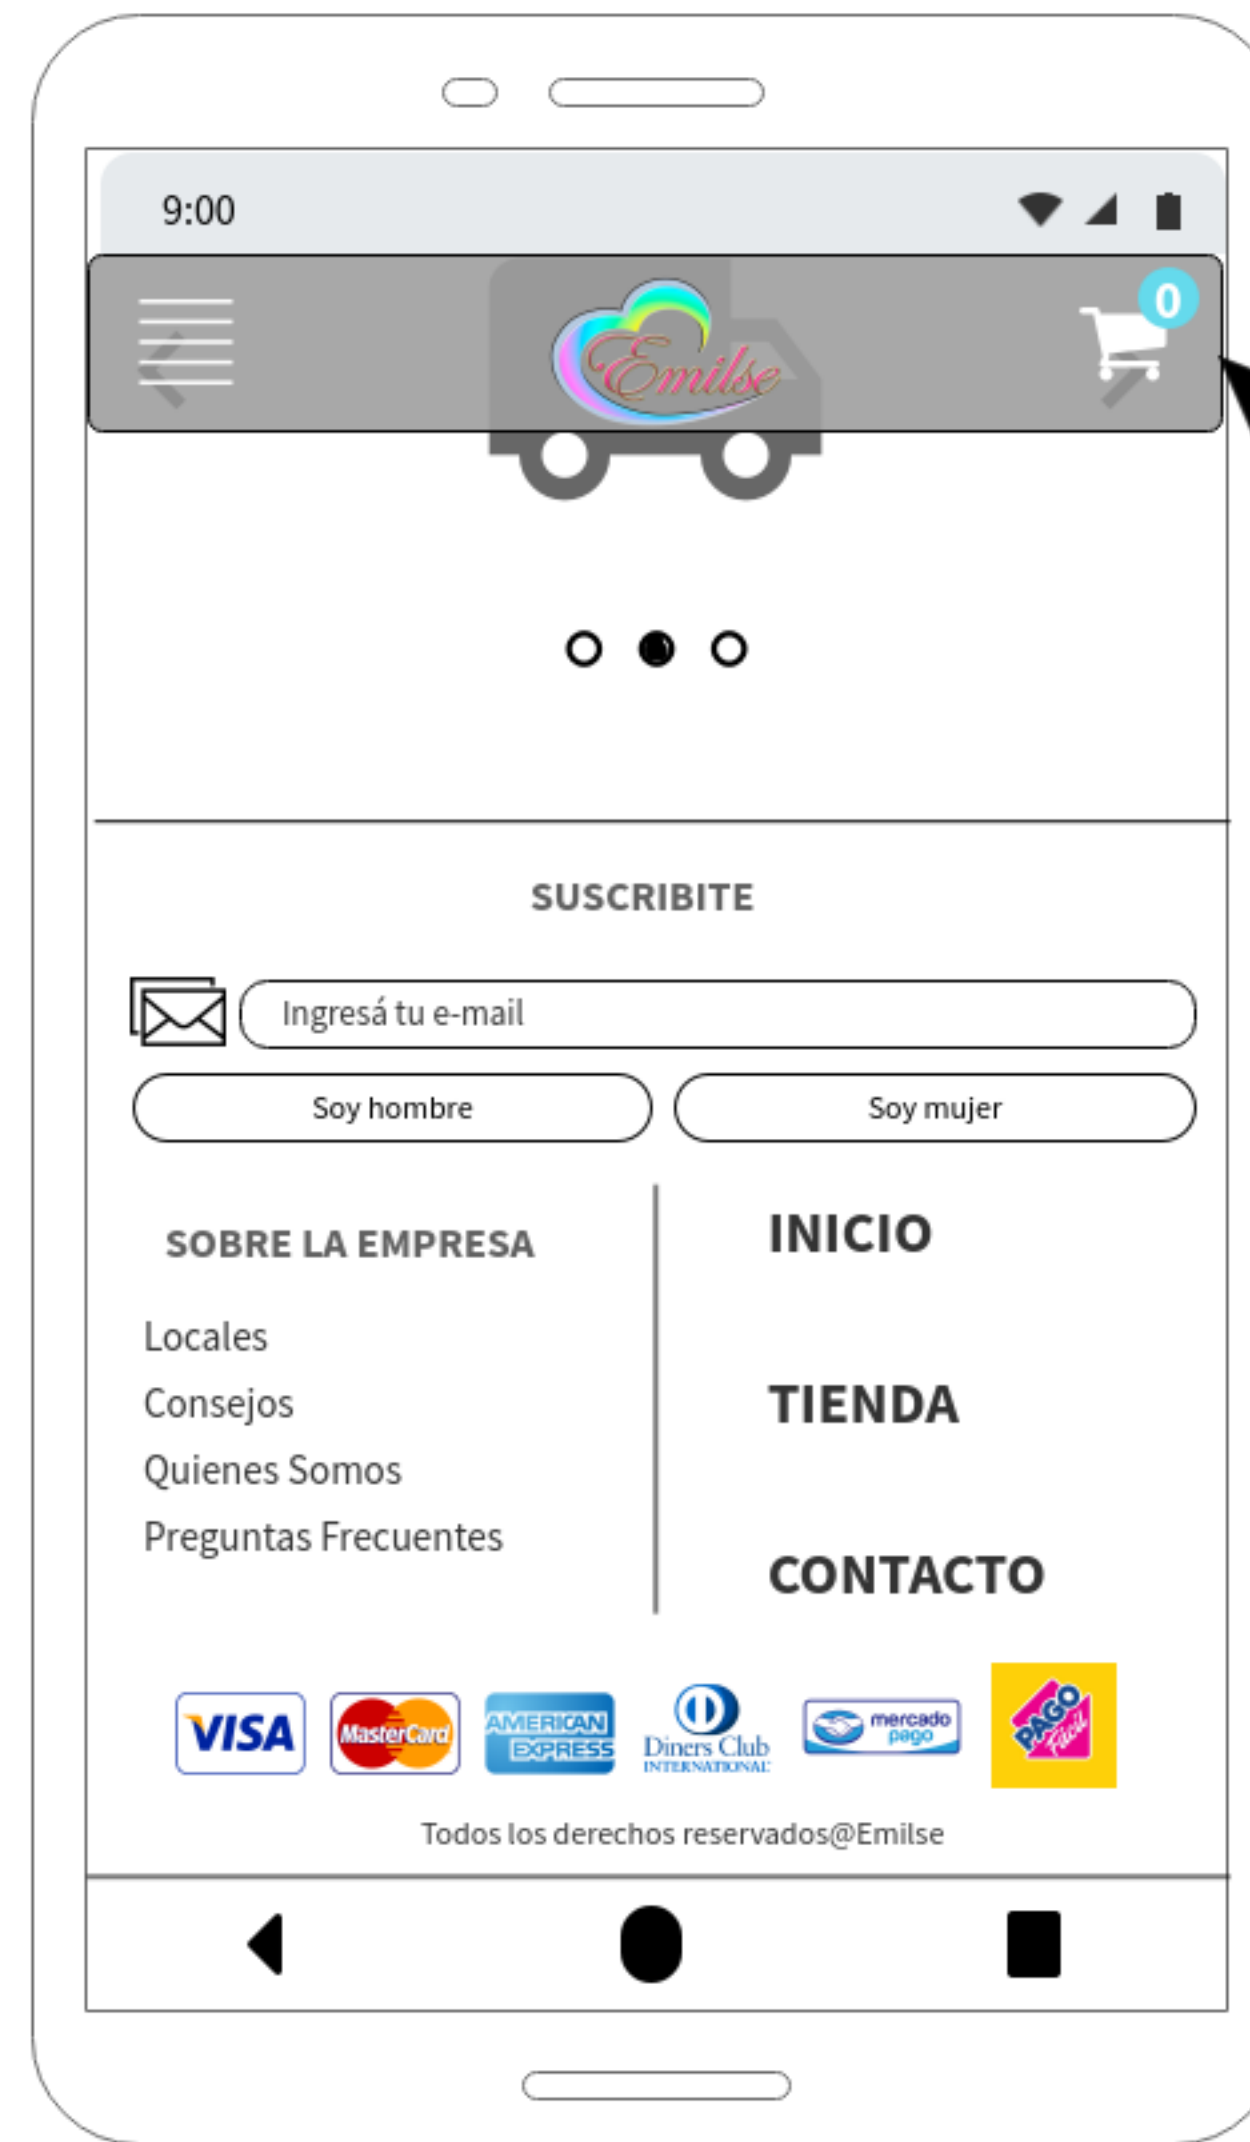 9:00
Emilse
0
SUSCRIBITE
Ingresá tu e-mail
Soy hombre
Soy mujer
SOBRE LA EMPRESA
Locales
Consejos
Quienes Somos
Preguntas Frecuentes
INICIO
TIENDA
CONTACTO
VISA
MasterCard
AMERICAN
EXPRESS
Diners Club
INTERNATIONAL
mercado
pago
PAGO
Fácil
Todos los derechos reservados@Emilse